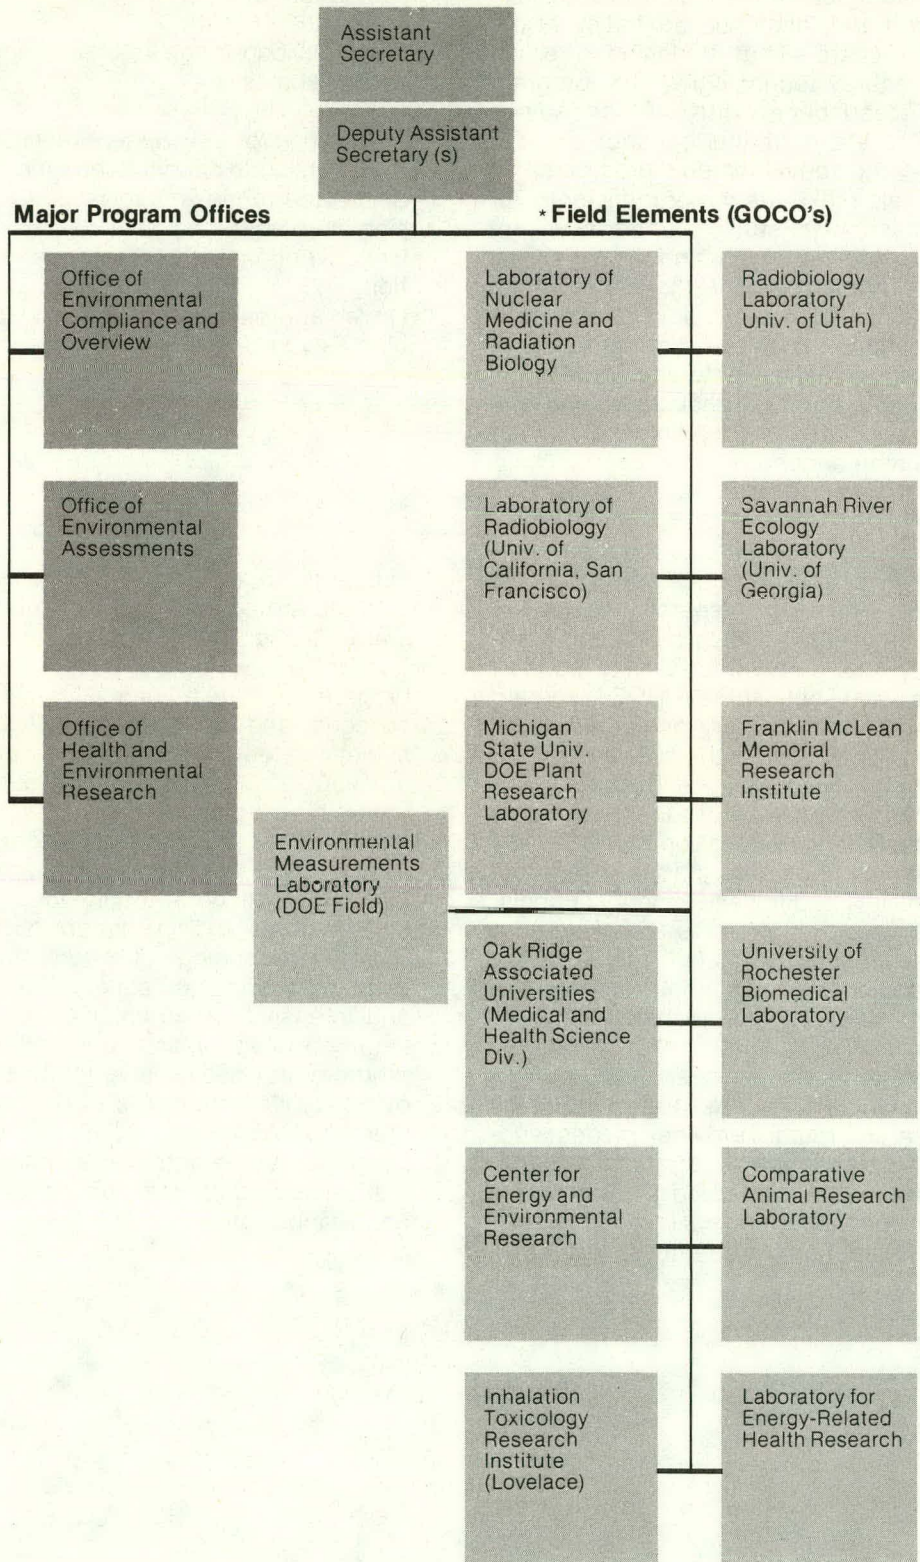 Assistant
Secretary
Deputy Assistant
Secretary (s)
Major Program Offices
* Field Elements (GOCO's)
Office of
Environmental
Compliance and
Overview
Office of
Environmental
Assessments
Office of
Health and
Environmental
Research
Environmental
Measurements
Laboratory
(DOE Field)
Laboratory of
Nuclear
Medicine and
Radiation
Biology
Radiobiology
Laboratory
Univ. of Utah)
Laboratory of
Radiobiology
(Univ. of
California, San
Francisco)
Savannah River
Ecology
Laboratory
(Univ. of
Georgia)
Michigan
State Univ.
DOE Plant
Research
Laboratory
Franklin McLean
Memorial
Research
Institute
Oak Ridge
Associated
Universities
(Medical and
Health Science
Div.)
University of
Rochester
Biomedical
Laboratory
Center for
Energy and
Environmental
Research
Comparative
Animal Research
Laboratory
Inhalation
Toxicology
Research
Institute
(Lovelace)
Laboratory for
Energy-Related
Health Research